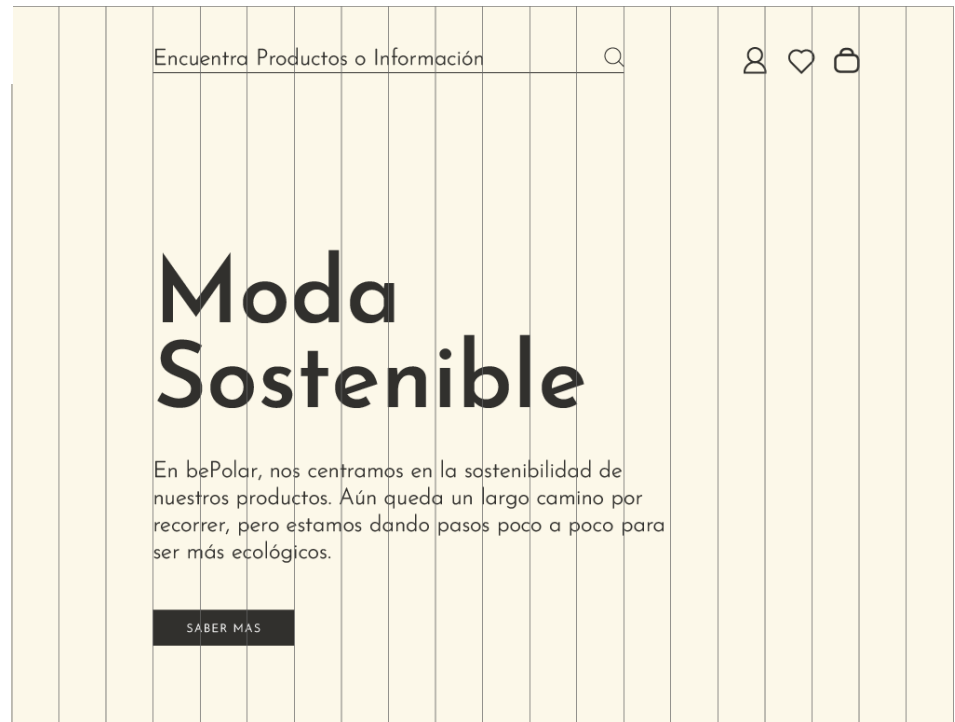 Encuentra Productos o Información
Moda
Sostenible
En bePolar, nos centramos en la sostenibilidad de
nuestros productos. Aún queda un largo camino por
recorrer, pero estamos dando pasos poco a poco para
ser más ecológicos.
SABER MAS